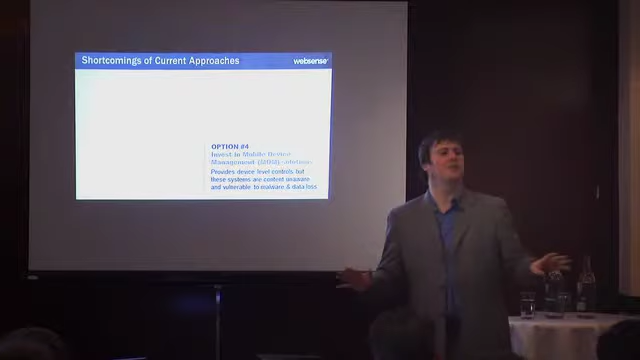 Shortcomings of Current Approaches
websense
OPTION #4
Invest in Mobile Device
Management (MDM) solutions
Provides device level controls but
these systems are content unaware
and vulnerable to malware & data loss